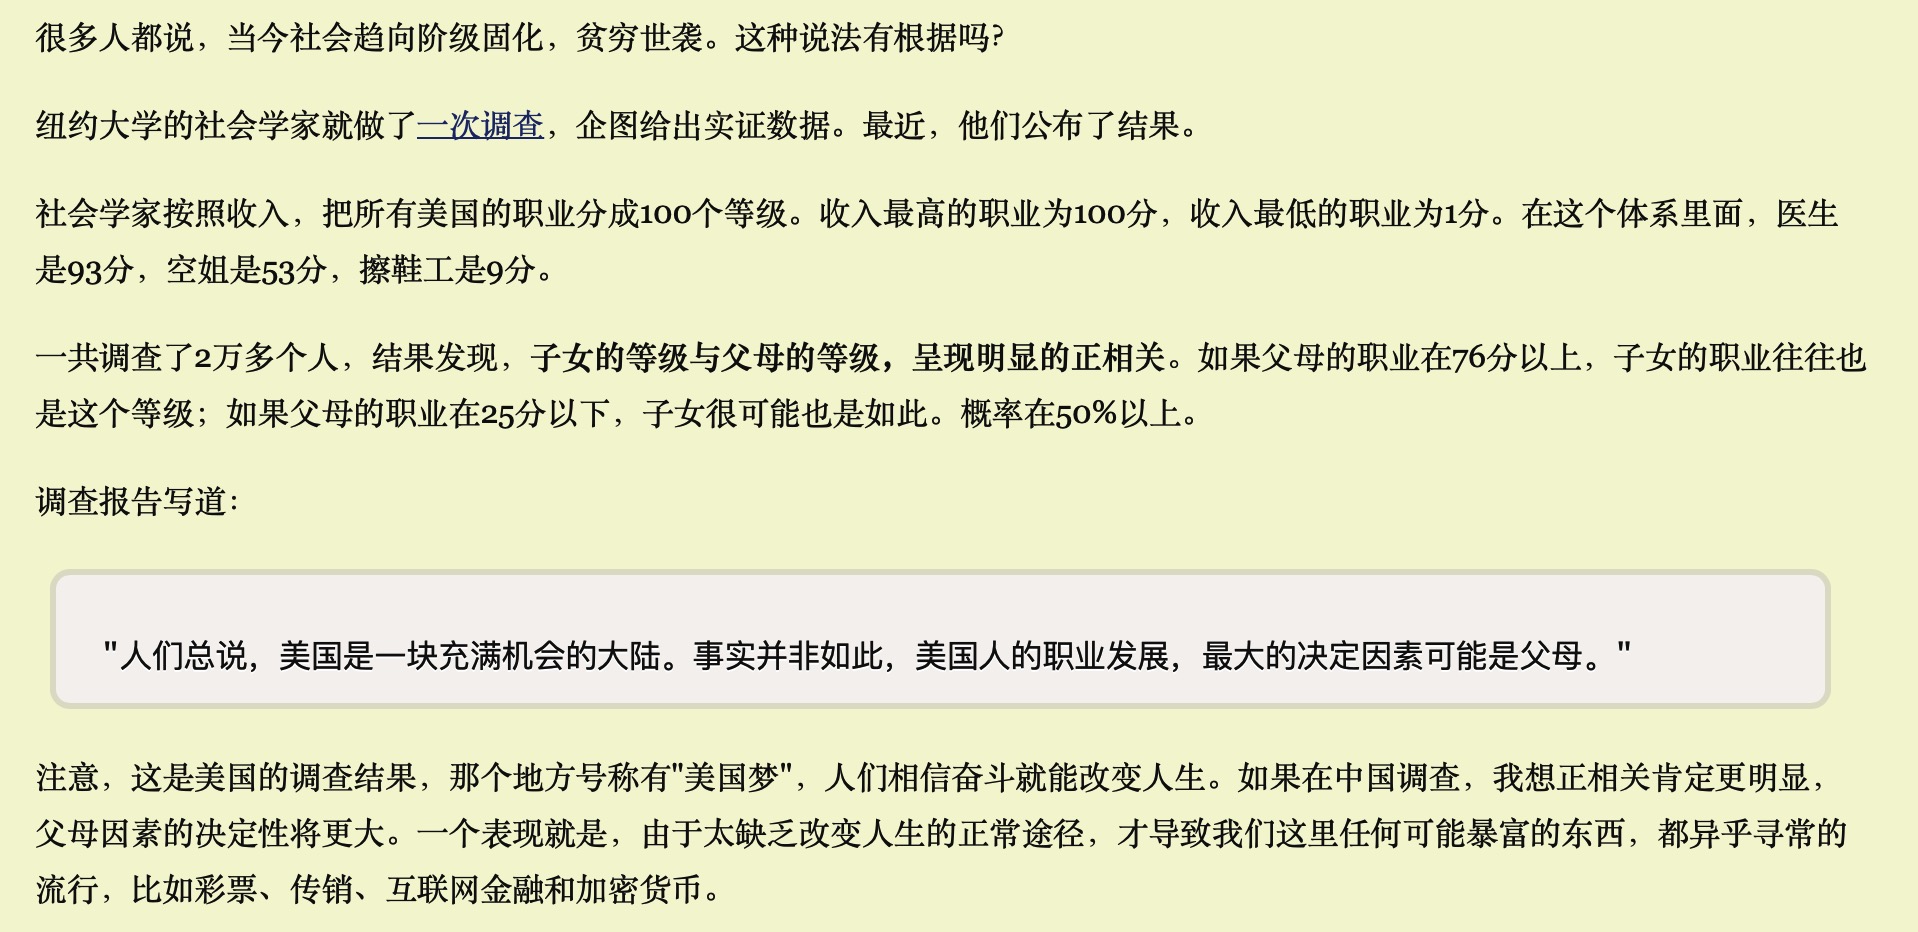 很多人都说，当今社会趋向阶级固化，贫穷世袭。这种说法有根据吗?
纽约大学的社会学家就做了一次调查，企图给出实证数据。最近，他们公布了结果。
社会学家按照收入，把所有美国的职业分成100个等级。收入最高的职业为100分，收入最低的职业为1分。在这个体系里面，医生
是93分，空姐是53分，擦鞋工是9分。
一共调查了2万多个人，结果发现，子女的等级与父母的等级，呈现明显的正相关。如果父母的职业在76分以上，子女的职业往往也
是这个等级；如果父母的职业在25分以下，子女很可能也是如此。概率在50%以上。
调查报告写道：
"人们总说，美国是一块充满机会的大陆。事实并非如此，美国人的职业发展，最大的决定因素可能是父母。"
注意，这是美国的调查结果，那个地方号称有"美国梦"，人们相信奋斗就能改变人生。如果在中国调查，我想正相关肯定更明显，
父母因素的决定性将更大。一个表现就是，由于太缺乏改变人生的正常途径，才导致我们这里任何可能暴富的东西，都异乎寻常的
流行，比如彩票、传销、互联网金融和加密货币。